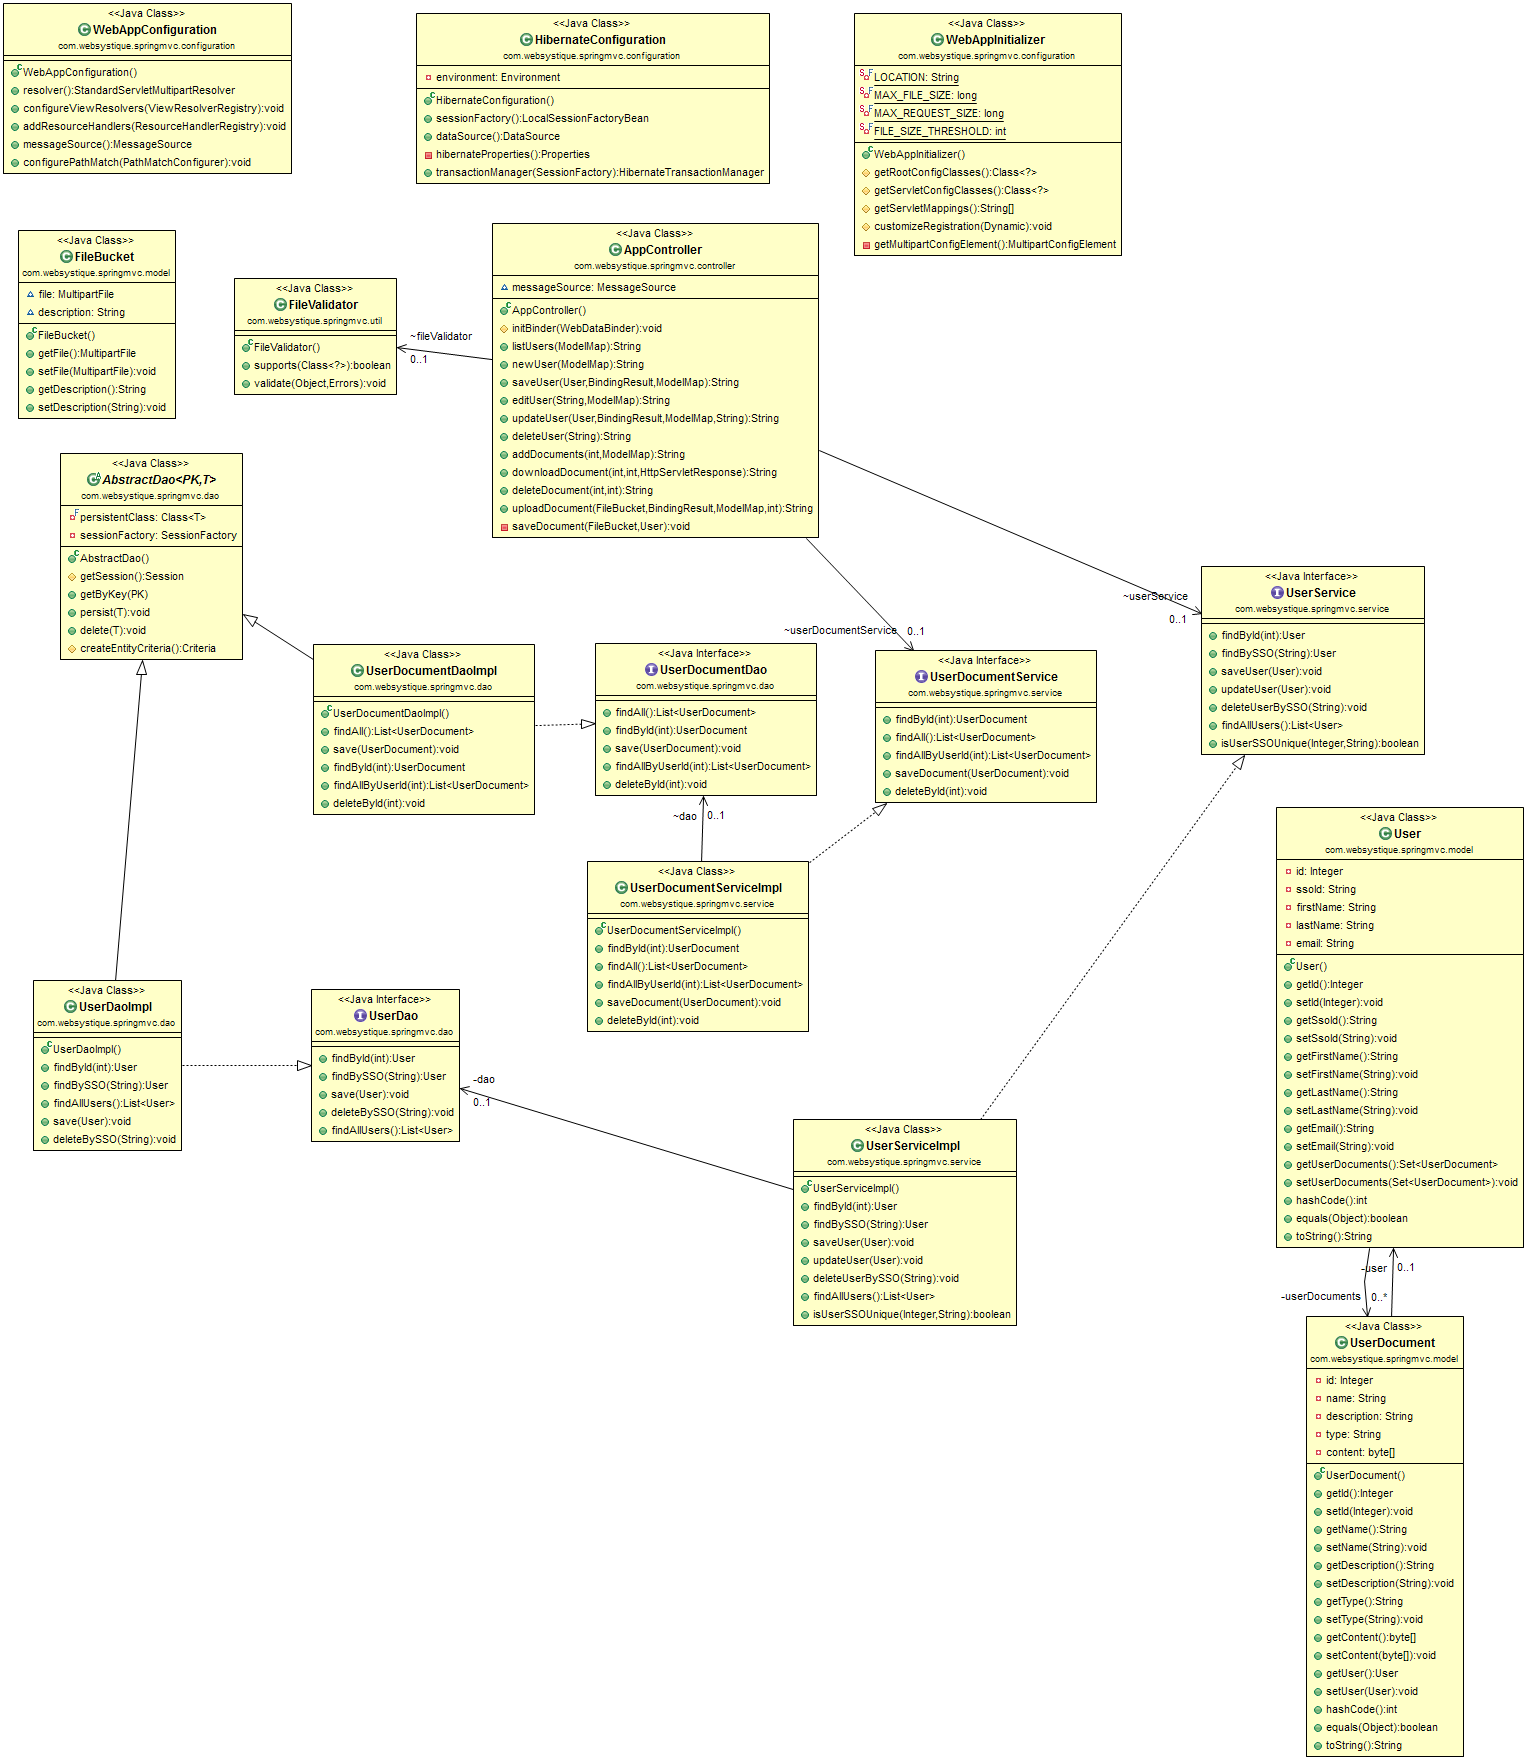 <<Java Class>>
WebAppConfiguration
com.websystique.springmvc.configuration
WebAppConfiguration()
resolver():StandardServletMultipartResolver
configureViewResolvers(ViewResolverRegistry):void
addResourceHandlers(ResourceHandlerRegistry):void
messageSource():MessageSource
configurePathMatch(PathMatchConfigurer):void
<<Java Class>>
HibernateConfiguration
com.websystique.springmvc.configuration
environment: Environment
HibernateConfiguration()
sessionFactory():LocalSessionFactoryBean
dataSource():DataSource
hibernateProperties():Properties
transactionManager(SessionFactory):HibernateTransactionManager
<<Java Class>>
WebAppInitializer
com.websystique.springmvc.configuration
LOCATION: String
MAX_FILE_SIZE: long
MAX_REQUEST_SIZE: long
FILE_SIZE_THRESHOLD: int
WebAppInitializer()
getRootConfigClasses():Class<?>
getServletConfigClasses():Class<?>
getServletMappings():String[]
customizeRegistration(Dynamic):void
getMultipartConfigElement():MultipartConfigElement
<<Java Class>>
FileBucket
com.websystique.springmvc.model
file: MultipartFile
description: String
FileBucket()
getFile():MultipartFile
setFile(MultipartFile):void
getDescription():String
setDescription(String):void
<<Java Class>>
FileValidator
com.websystique.springmvc.util
FileValidator()
supports(Class<?>):boolean
validate(Object,Errors):void
~fileValidator
0..1
<<Java Class>>
AppController
com.websystique.springmvc.controller
messageSource: MessageSource
AppController()
initBinder(WebDataBinder):void
listUsers(ModelMap):String
newUser(ModelMap):String
saveUser(User,BindingResult,ModelMap):String
editUser(String,ModelMap):String
updateUser(User,BindingResult,ModelMap,String):String
deleteUser(String):String
addDocuments(int,ModelMap):String
downloadDocument(int,int,HttpServletResponse):String
deleteDocument(int,int):String
uploadDocument(FileBucket,BindingResult,ModelMap,int):String
saveDocument(FileBucket,User):void
<<Java Class>>
AbstractDao<PK,T>
com.websystique.springmvc.dao
persistentClass: Class<T>
sessionFactory: SessionFactory
AbstractDao()
getSession():Session
getByKey(PK)
persist(T):void
delete(T):void
createEntityCriteria():Criteria
~userDocumentService
0..1
~userService
0..1
<<Java Interface>>
UserService
com.websystique.springmvc.service
findById(int):User
findBySSO(String):User
saveUser(User):void
updateUser(User):void
deleteUserBySSO(String):void
findAllUsers():List<User>
isUserSSOUnique(Integer,String):boolean
<<Java Class>>
UserDocumentDaoImpl
com.websystique.springmvc.dao
UserDocumentDaoImpl()
findAll():List<UserDocument>
save(UserDocument):void
findById(int):UserDocument
findAllByUserId(int):List<UserDocument>
deleteById(int):void
<<Java Interface>>
UserDocumentDao
com.websystique.springmvc.dao
findAll():List<UserDocument>
findById(int):UserDocument
save(UserDocument):void
findAllByUserId(int):List<UserDocument>
deleteById(int):void
<<Java Interface>>
UserDocumentService
com.websystique.springmvc.service
findById(int):UserDocument
findAll():List<UserDocument>
findAllByUserId(int):List<UserDocument>
saveDocument(UserDocument):void
deleteById(int):void
~dao
0..1
<<Java Class>>
UserDocumentServiceImpl
com.websystique.springmvc.service
UserDocumentServiceImpl()
findById(int):UserDocument
findAll():List<UserDocument>
findAllByUserId(int):List<UserDocument>
saveDocument(UserDocument):void
deleteById(int):void
<<Java Class>>
User
com.websystique.springmvc.model
id: Integer
ssoId: String
firstName: String
lastName: String
email: String
User()
getId():Integer
setId(Integer):void
getSsoId():String
setSsoId(String):void
getFirstName():String
setFirstName(String):void
getLastName():String
setLastName(String):void
getEmail():String
setEmail(String):void
getUserDocuments():Set<UserDocument>
setUserDocuments(Set<UserDocument>):void
hashCode():int
equals(Object):boolean
toString():String
<<Java Class>>
UserDaoImpl
com.websystique.springmvc.dao
UserDaoImpl()
findById(int):User
findBySSO(String):User
findAllUsers():List<User>
save(User):void
deleteBySSO(String):void
<<Java Interface>>
UserDao
com.websystique.springmvc.dao
findById(int):User
findBySSO(String):User
save(User):void
deleteBySSO(String):void
findAllUsers():List<User>
-dao
0..1
<<Java Class>>
UserServiceImpl
com.websystique.springmvc.service
UserServiceImpl()
findById(int):User
findBySSO(String):User
saveUser(User):void
updateUser(User):void
deleteUserBySSO(String):void
findAllUsers():List<User>
isUserSSOUnique(Integer,String):boolean
-user
0..1
-userDocuments
0..*
<<Java Class>>
UserDocument
com.websystique.springmvc.model
id: Integer
name: String
description: String
type: String
content: byte[]
UserDocument()
getId():Integer
setId(Integer):void
getName():String
setName(String):void
getDescription():String
setDescription(String):void
getType():String
setType(String):void
getContent():byte[]
setContent(byte[]):void
getUser():User
setUser(User):void
hashCode():int
equals(Object):boolean
toString():String